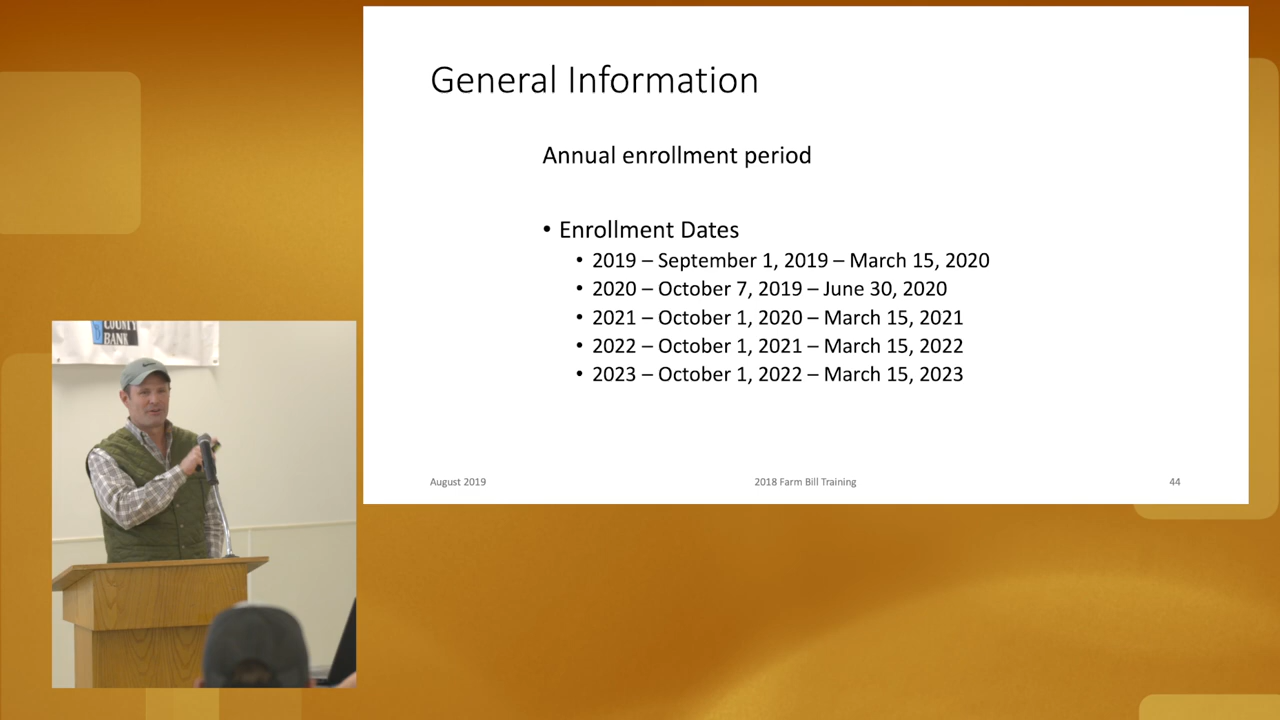 General Information
Annual enrollment period
• Enrollment Dates
• 2019 – September 1, 2019 – March 15, 2020
• 2020 – October 7, 2019 – June 30, 2020
• 2021 – October 1, 2020 – March 15, 2021
• 2022 – October 1, 2021 – March 15, 2022
• 2023 – October 1, 2022 – March 15, 2023
August 2019 2018 Farm Bill Training 44
COUNTY
BANK